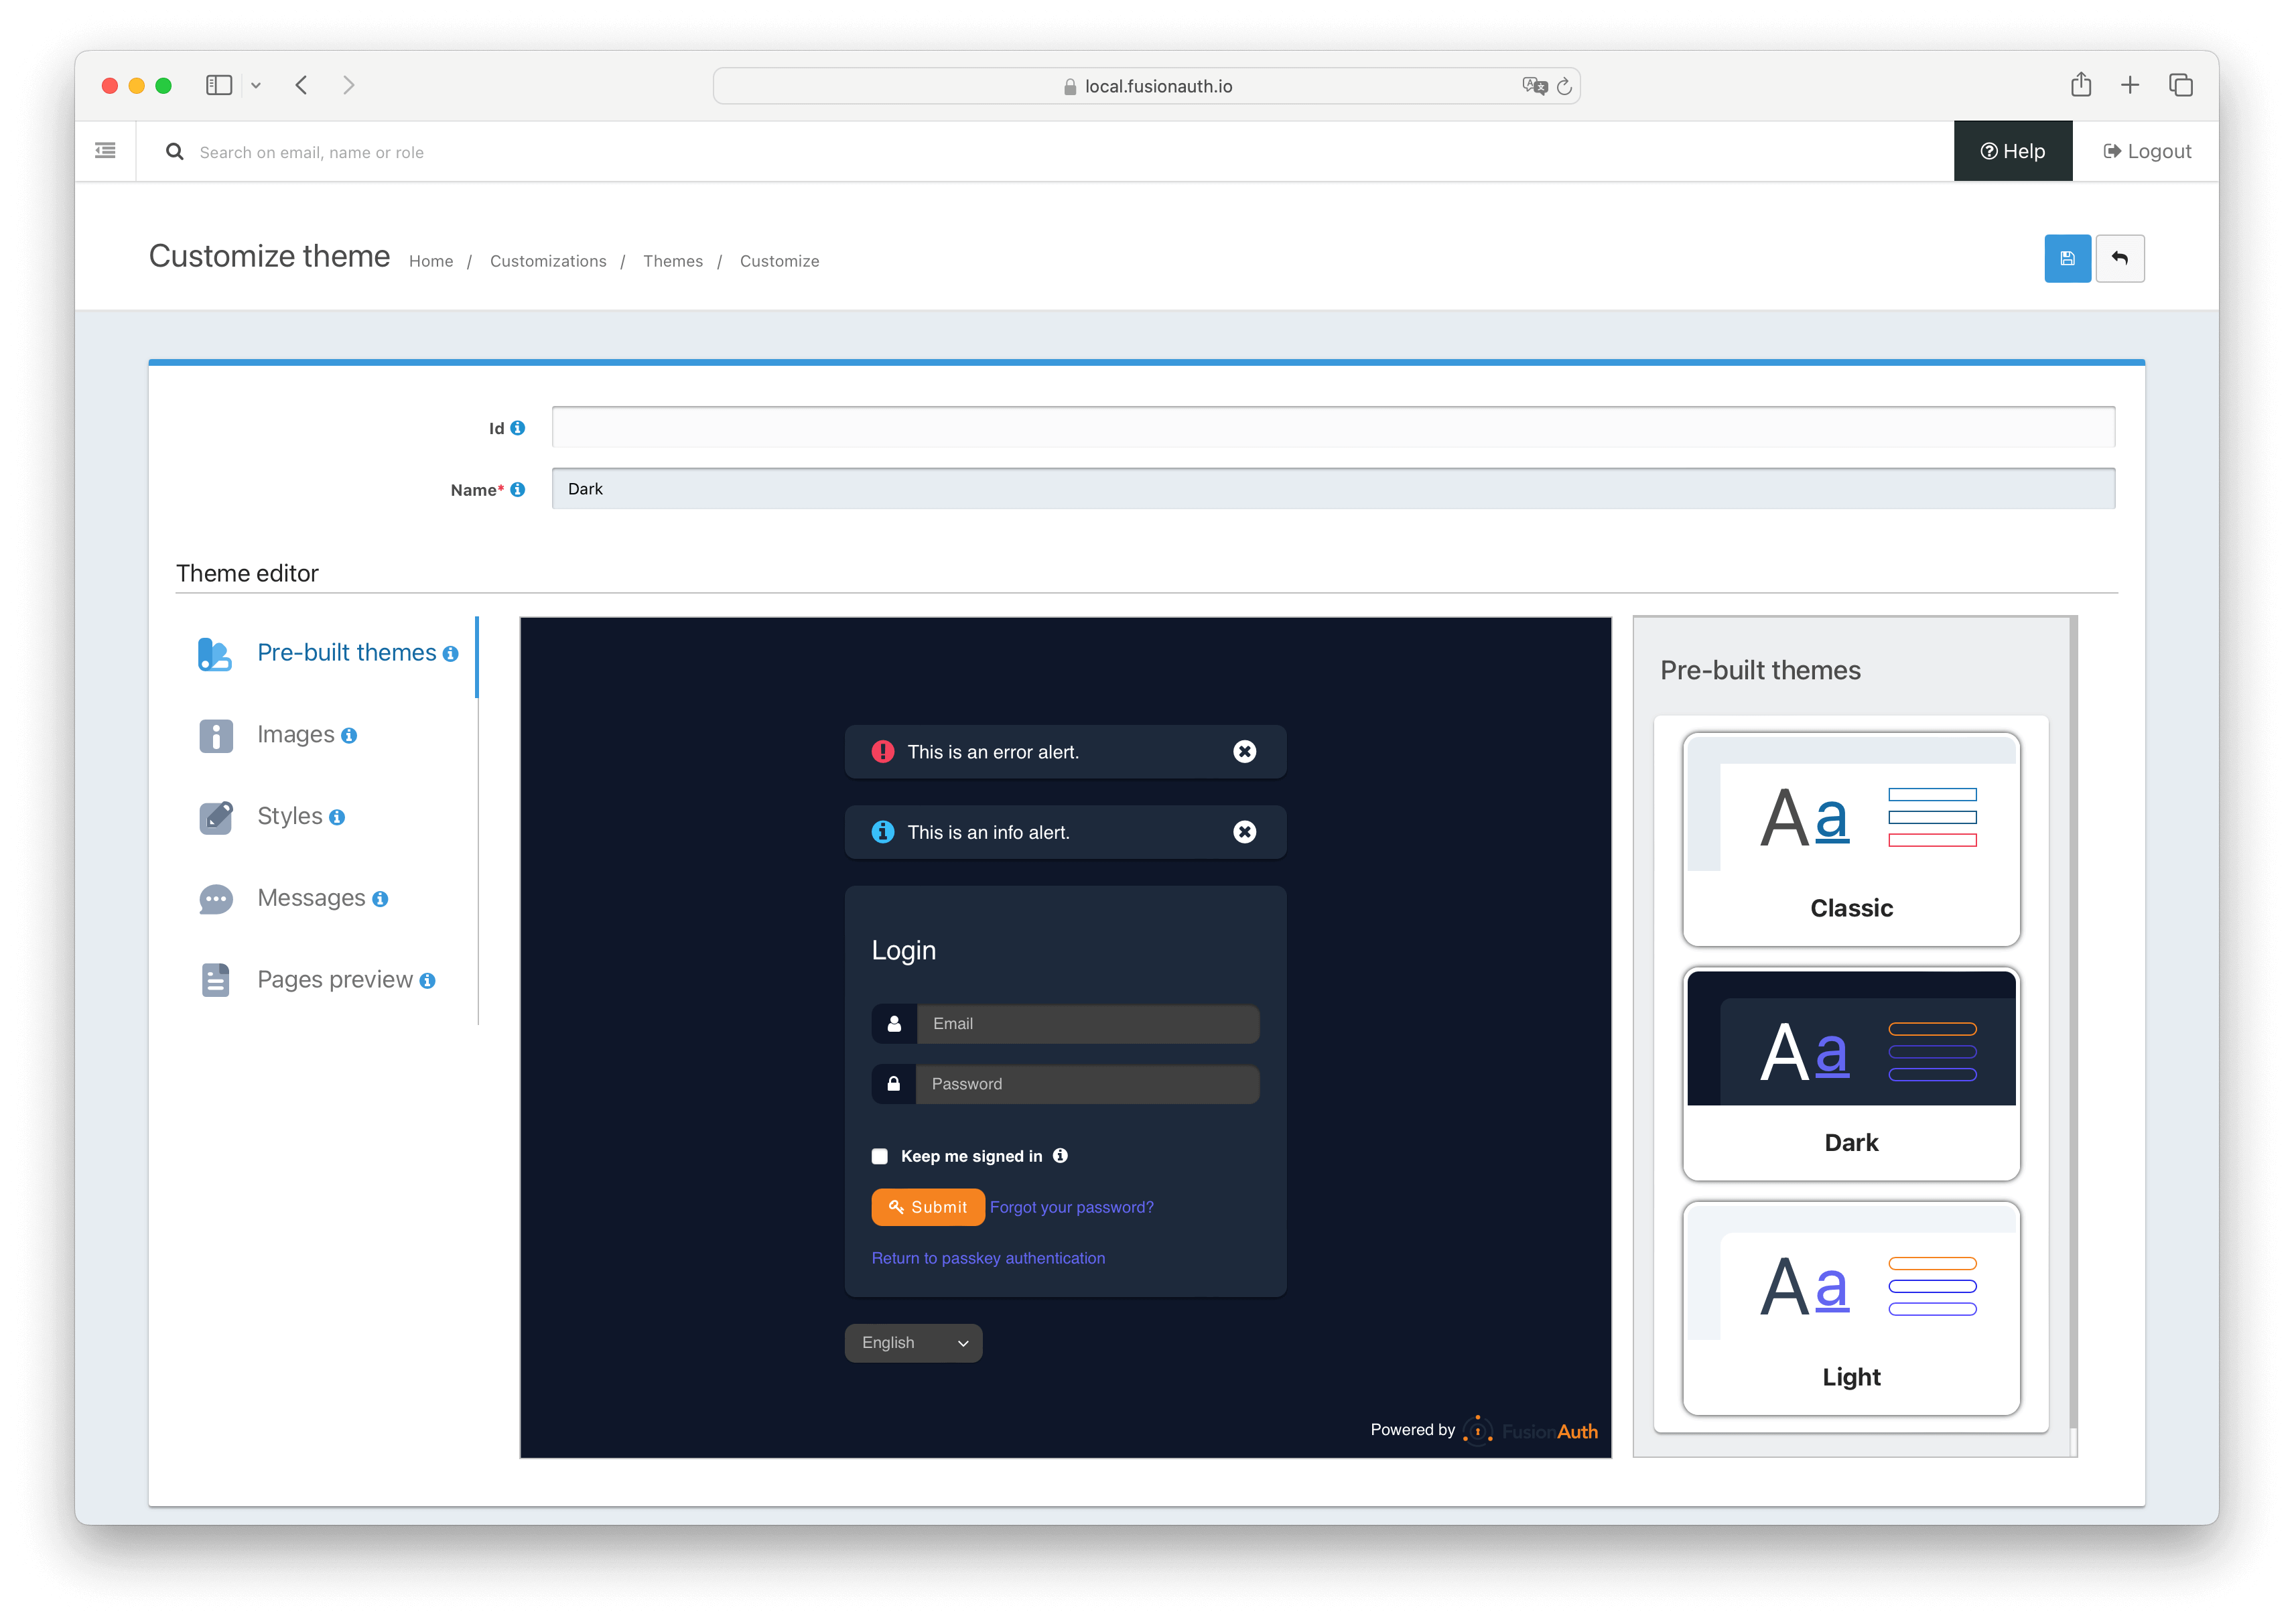 local.fusionauth.io
Search on email, name or role
Help
Logout
Customize theme Home / Customizations / Themes / Customize
Id
Name* Dark
Theme editor
Pre-built themes
Images
Styles
Messages
Pages preview
This is an error alert.
This is an info alert.
Login
Email
Password
Keep me signed in
Submit Forgot your password?
Return to passkey authentication
English
Powered by FusionAuth
Pre-built themes
Aa
Classic
Aa
Dark
Aa
Light